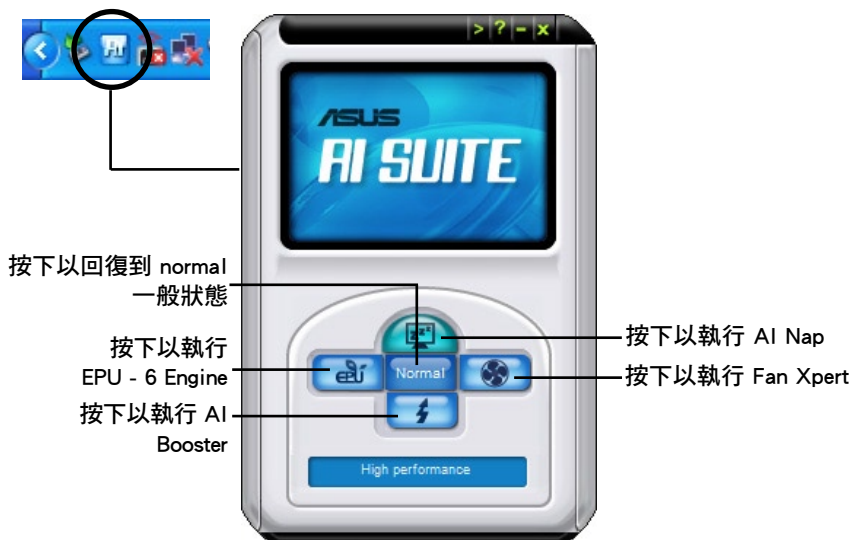 > ? - x
ASUS
AI SUITE
按下以回復到 normal
一般狀態
按下以執行
EPU - 6 Engine
按下以執行 AI
Booster
zzz
EPU
Normal
按下以執行 AI Nap
按下以執行 Fan Xpert
High performance